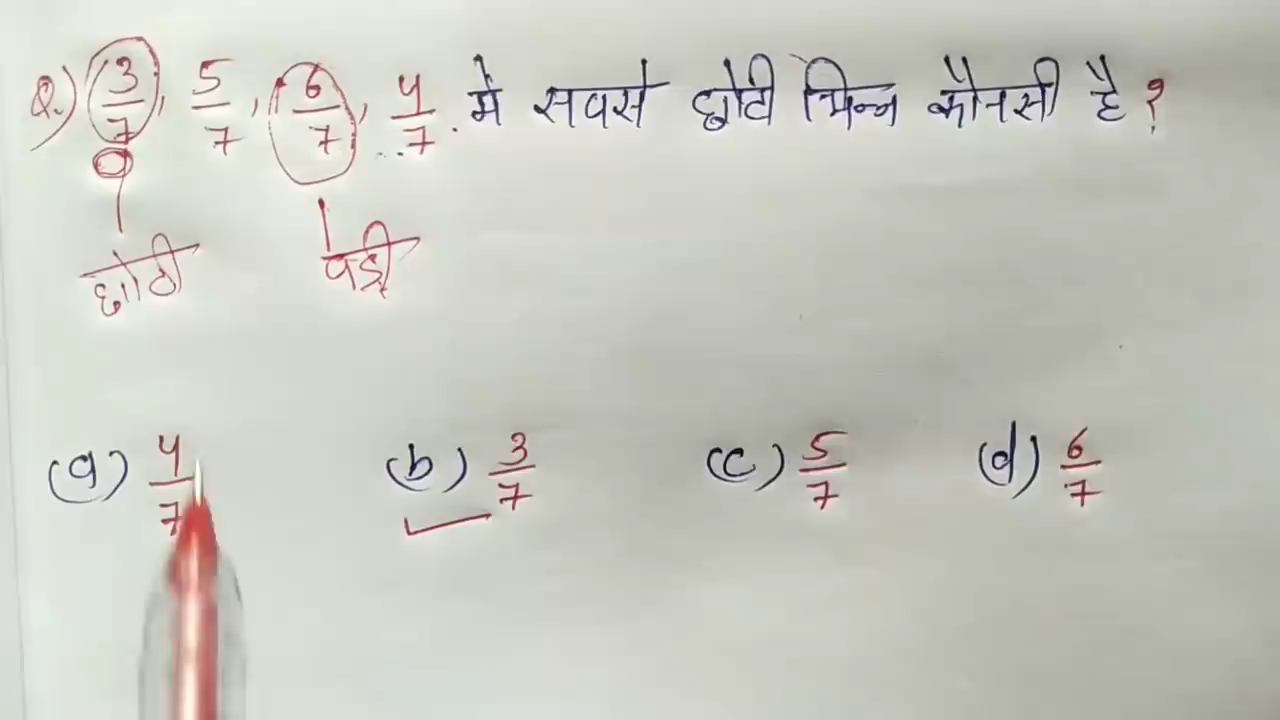 Q.) 3/7, 5/7, 6/7, 4/7. में सबसे छोटी भिन्न कौनसी है ?
छोटी बड़ी
(a) 4/7 (b) 3/7 (c) 5/7 (d) 6/7